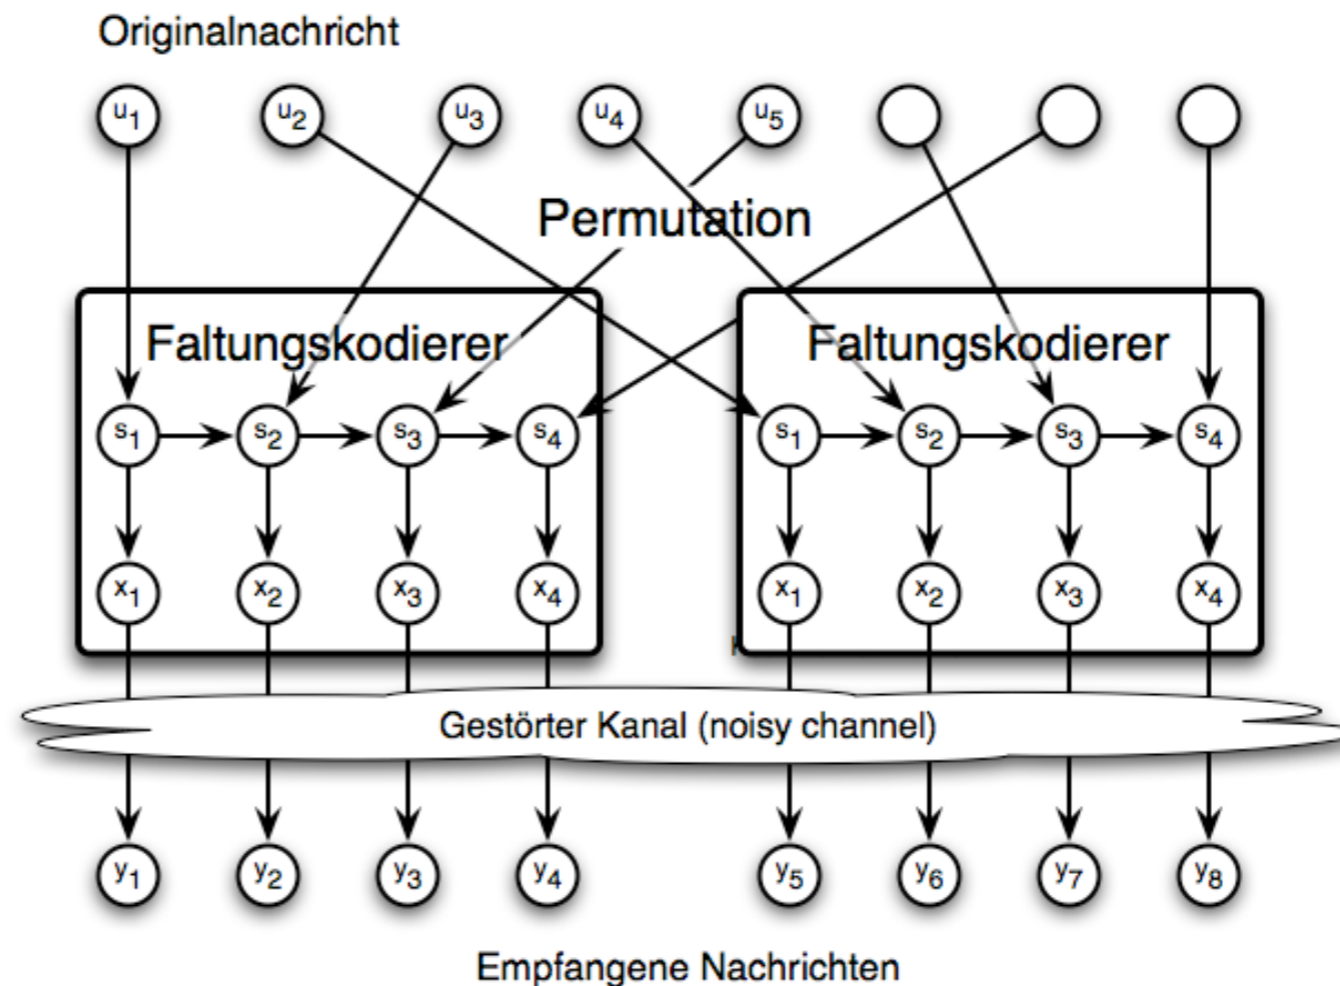 Originalnachricht
u1 u2 u3 u4 u5
Permutation
Faltungskodierer Faltungskodierer
s1 s2 s3 s4 s1 s2 s3 s4
x1 x2 x3 x4 x1 x2 x3 x4
Gestörter Kanal (noisy channel)
y1 y2 y3 y4 y5 y6 y7 y8
Empfangene Nachrichten